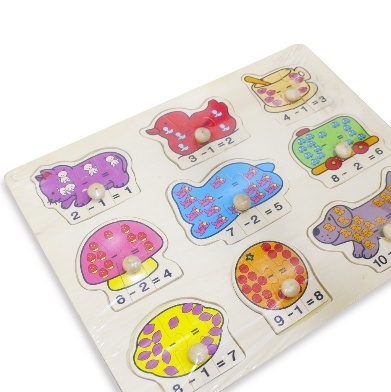 4 - 1 = 3
3 - 1 = 2
8 - 2 = 6
2 - 1 = 1
7 - 2 = 5
6 - 2 = 4
10 -
9 - 1 = 8
8 - 1 = 7